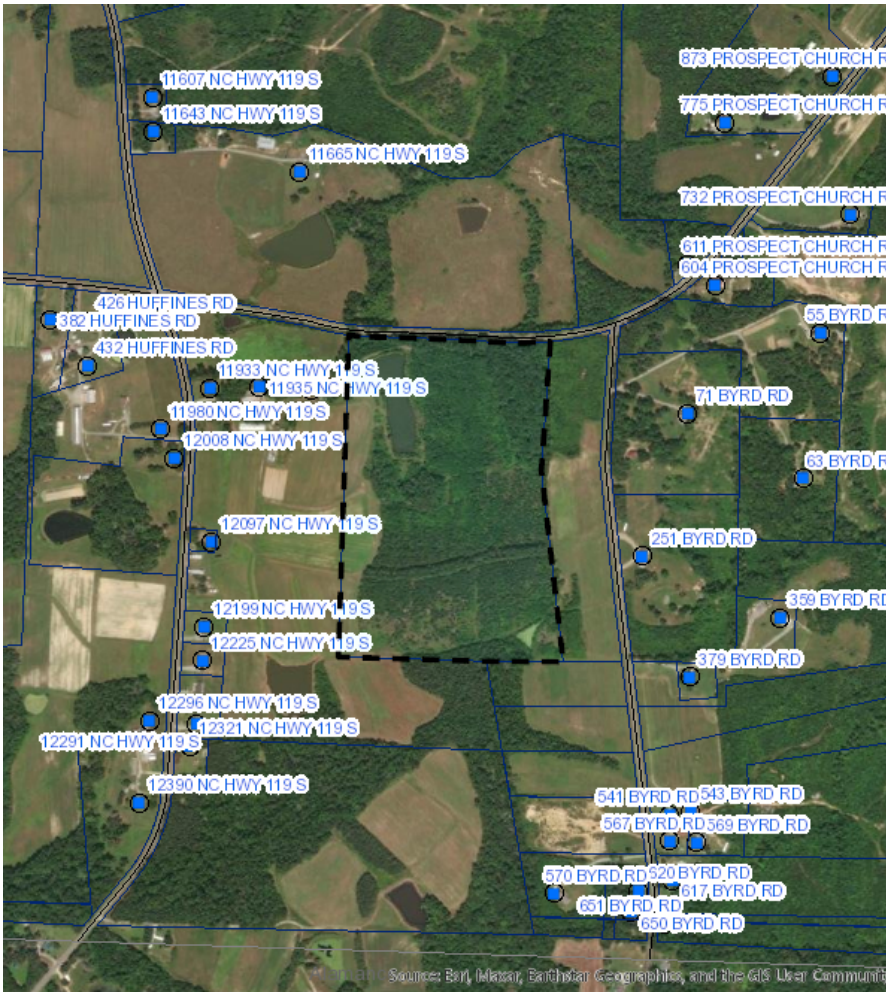 873 PROSPECT CHURCH R
11607 NC HWY 119 S
11643 NC HWY 119 S
775 PROSPECT CHURCH R
11665 NC HWY 119 S
732 PROSPECT CHURCH R
611 PROSPECT CHURCH R
604 PROSPECT CHURCH R
426 HUFFINES RD
382 HUFFINES RD
55 BYRD R
432 HUFFINES RD
11933 NC HWY 119 S
11935 NC HWY 119 S
11980 NC HWY 119 S
71 BYRD RD
12008 NC HWY 119 S
63 BYRD R
12097 NC HWY 119 S
251 BYRD RD
359 BYRD RD
12199 NC HWY 119 S
12225 NC HWY 119 S
379 BYRD RD
12296 NC HWY 119 S
12321 NC HWY 119 S
12291 NC HWY 119 S
12390 NC HWY 119 S
541 BYRD RD
543 BYRD RD
567 BYRD RD
569 BYRD RD
570 BYRD RD
620 BYRD RD
617 BYRD RD
651 BYRD RD
650 BYRD RD
Source: Esri, Maxar, Earthstar Geographics, and the GIS User Communit